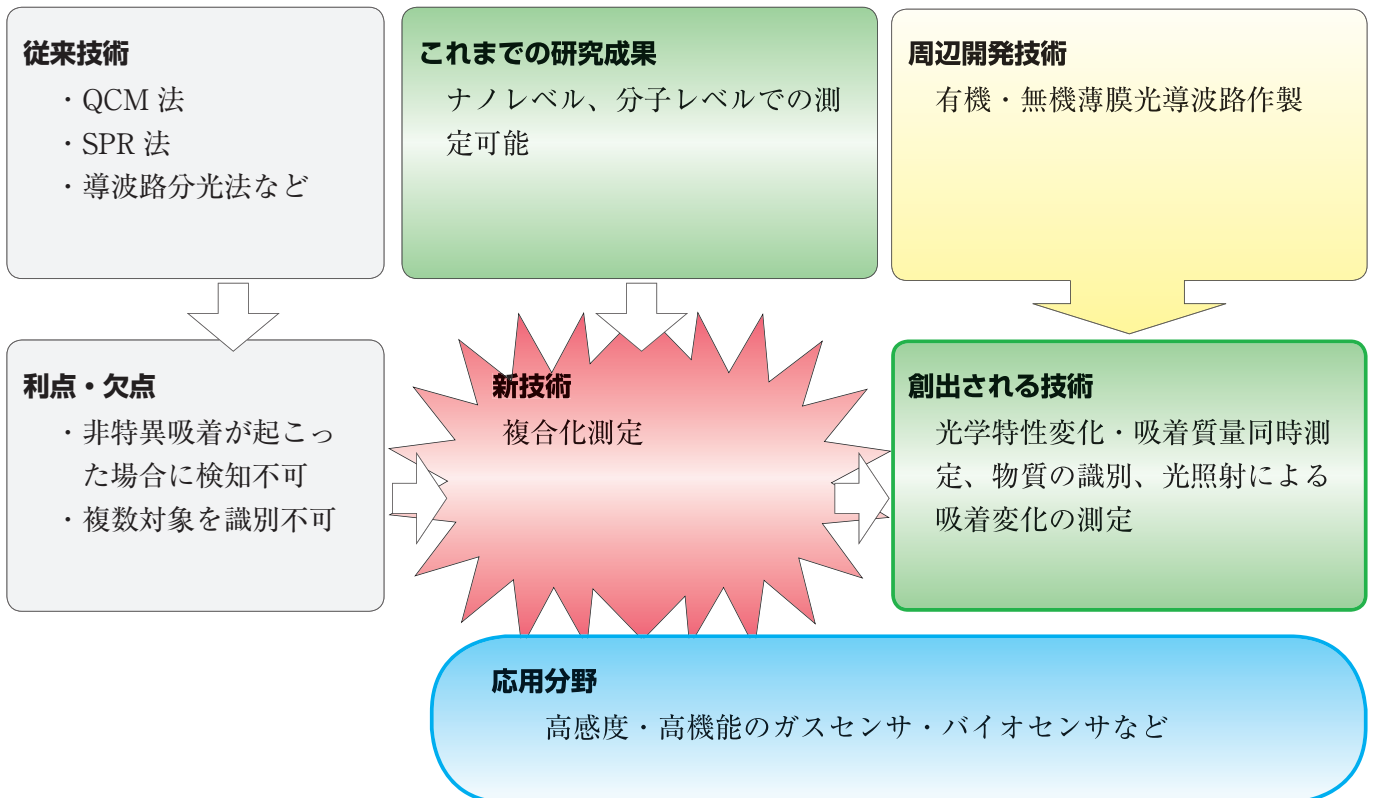 従来技術
・QCM 法
・SPR 法
・導波路分光法など
これまでの研究成果
ナノレベル、分子レベルでの測
定可能
周辺開発技術
有機・無機薄膜光導波路作製
利点・欠点
・非特異吸着が起こっ
た場合に検知不可
・複数対象を識別不可
新技術
複合化測定
創出される技術
光学特性変化・吸着質量同時測
定、物質の識別、光照射による
吸着変化の測定
応用分野
高感度・高機能のガスセンサ・バイオセンサなど